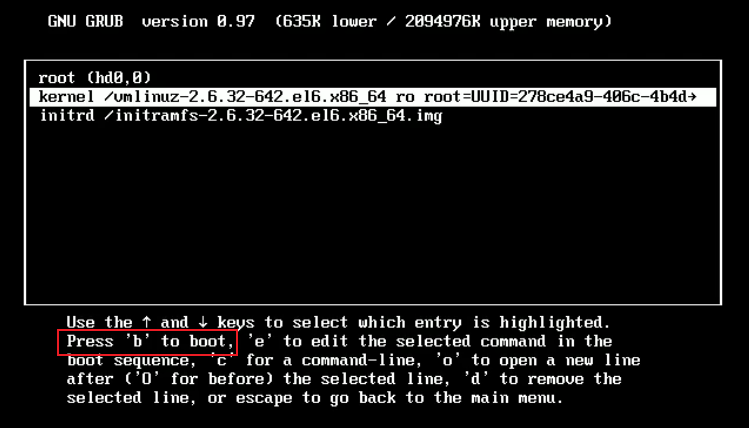 GNU GRUB  version 0.97  (635K lower / 2094976K upper memory)
root (hd0,0)
kernel /vmlinuz-2.6.32-642.el6.x86_64 ro root=UUID=278ce4a9-406c-4b4d→
initrd /initramfs-2.6.32-642.el6.x86_64.img
Use the ↑ and ↓ keys to select which entry is highlighted.
Press 'b' to boot, 'e' to edit the selected command in the
boot sequence, 'c' for a command-line, 'o' to open a new line
after ('O' for before) the selected line, 'd' to remove the
selected line, or escape to go back to the main menu.